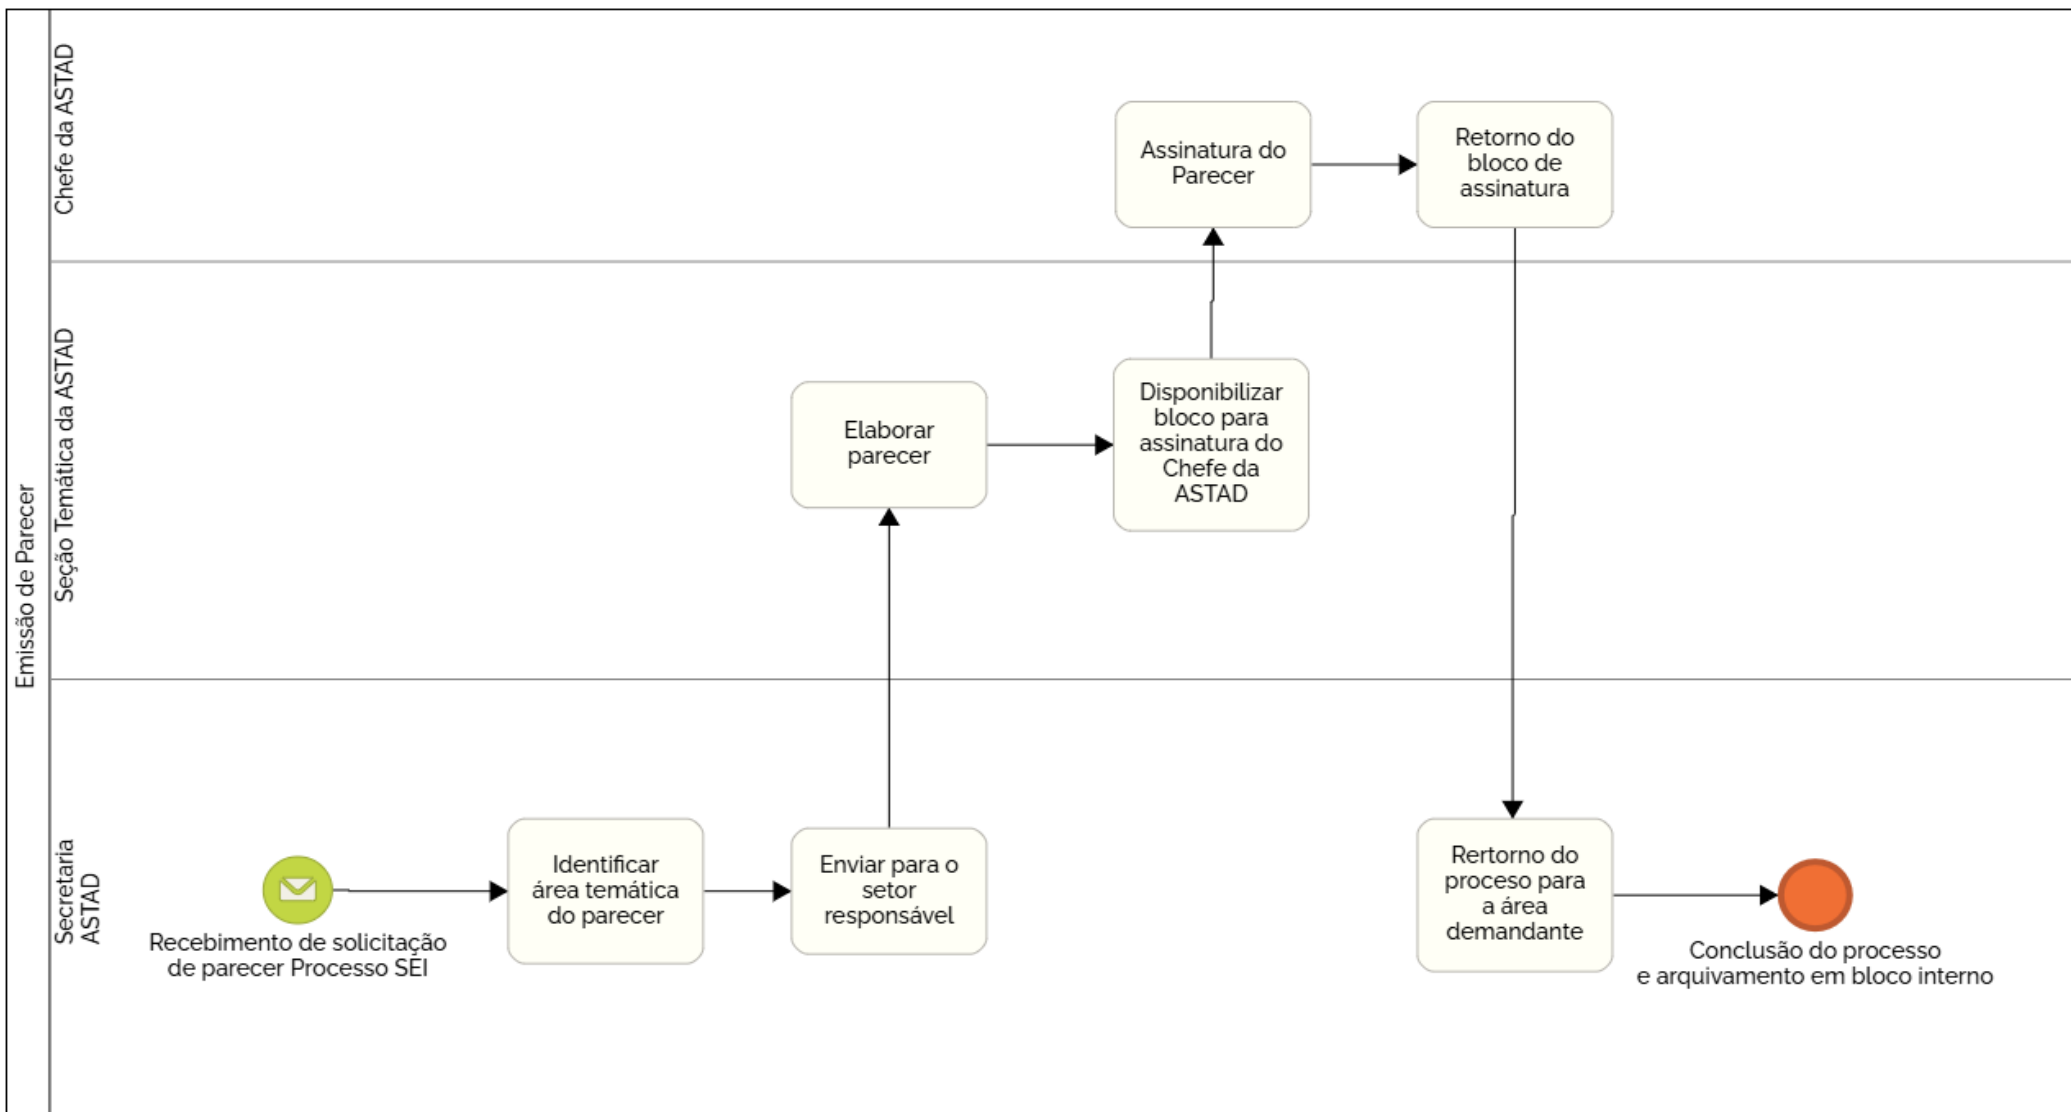 Emissão de Parecer
Chefe da ASTAD
Assinatura do
Parecer
Retorno do
bloco de
assinatura
Seção Temática da ASTAD
Elaborar
parecer
Disponibilizar
bloco para
assinatura do
Chefe da
ASTAD
Secretaria
ASTAD
Recebimento de solicitação
de parecer Processo SEI
Identificar
área temática
do parecer
Enviar para o
setor
responsável
Rertorno do
proceso para
a área
demandante
Conclusão do processo
e arquivamento em bloco interno